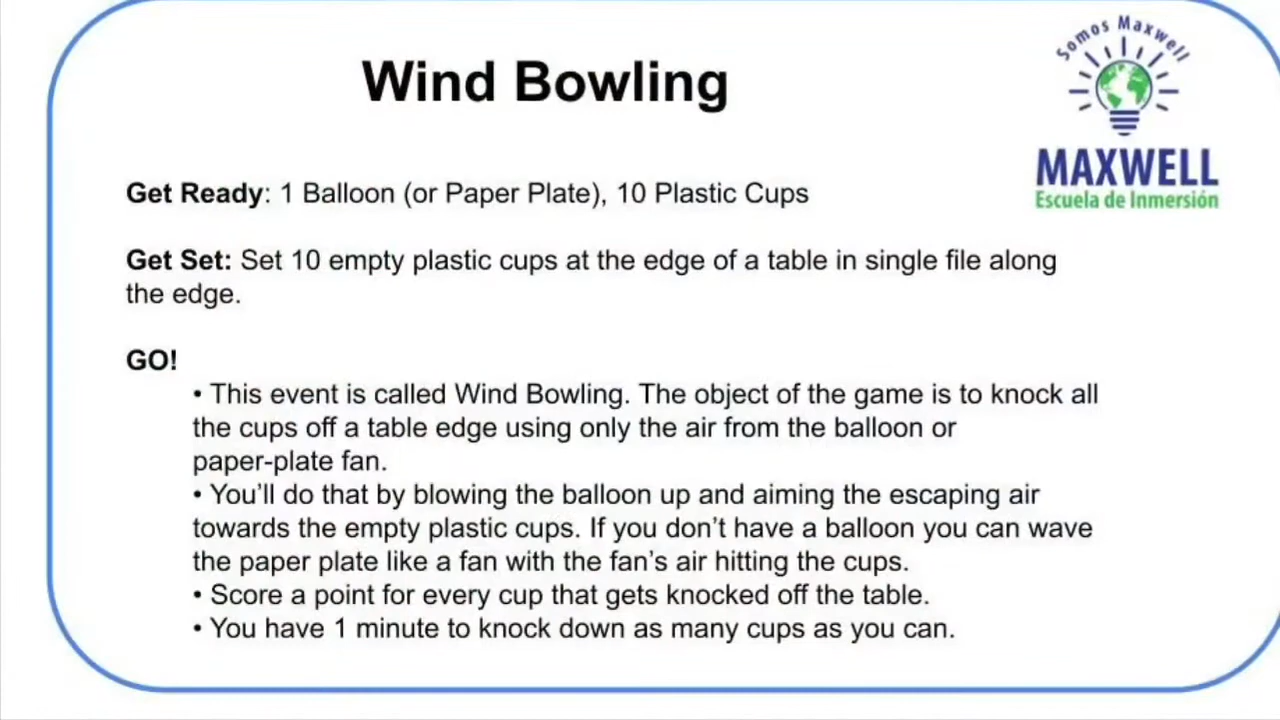 Wind Bowling
Somos Maxwell
MAXWELL
Escuela de Inmersión
Get Ready: 1 Balloon (or Paper Plate), 10 Plastic Cups
Get Set: Set 10 empty plastic cups at the edge of a table in single file along
the edge.
GO!
• This event is called Wind Bowling. The object of the game is to knock all
the cups off a table edge using only the air from the balloon or
paper-plate fan.
• You’ll do that by blowing the balloon up and aiming the escaping air
towards the empty plastic cups. If you don’t have a balloon you can wave
the paper plate like a fan with the fan’s air hitting the cups.
• Score a point for every cup that gets knocked off the table.
• You have 1 minute to knock down as many cups as you can.